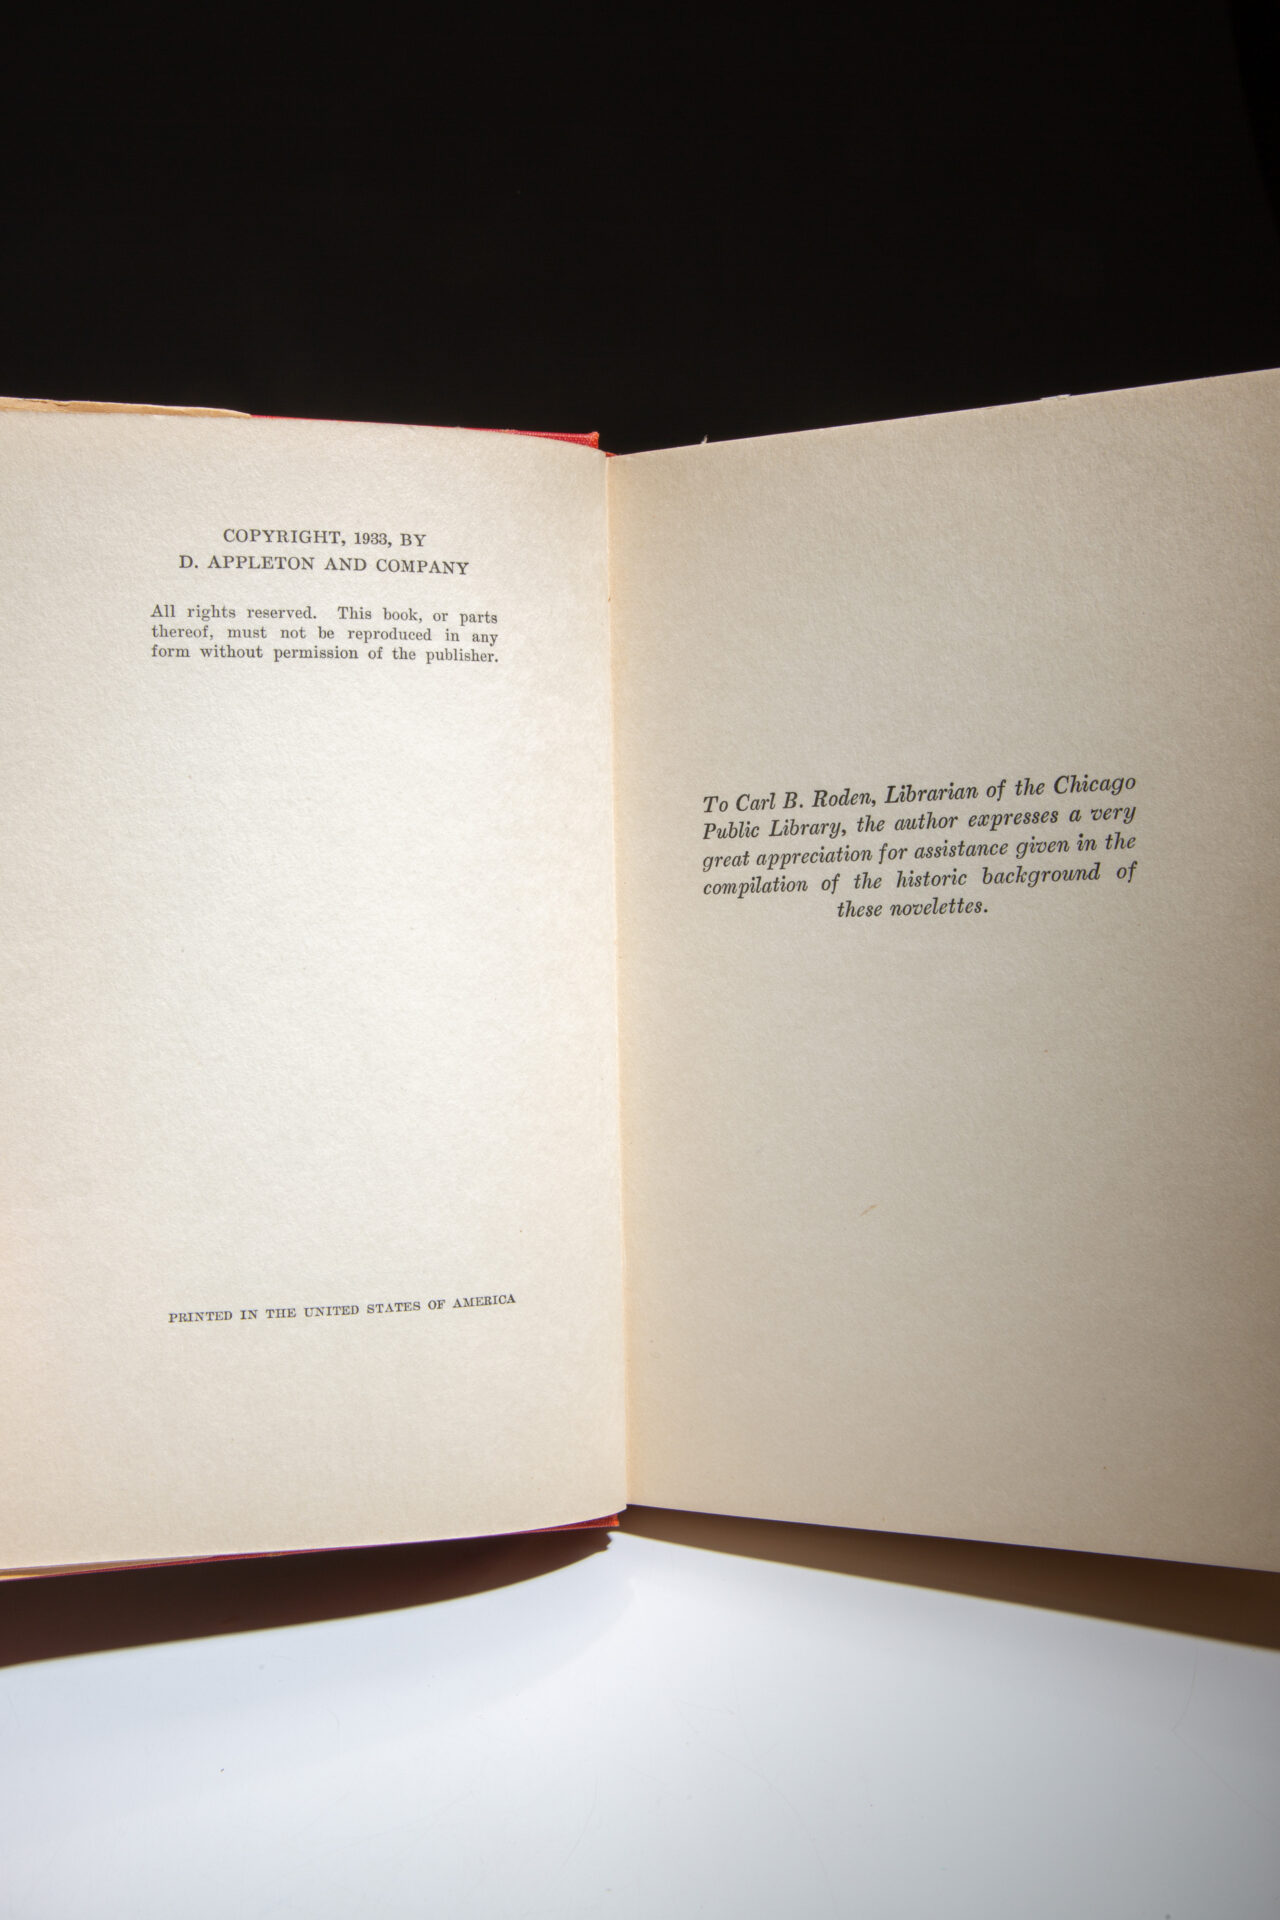 COPYRIGHT, 1933, BY
D. APPLETON AND COMPANY
All rights reserved. This book, or parts
thereof, must not be reproduced in any
form without permission of the publisher.
PRINTED IN THE UNITED STATES OF AMERICA
To Carl B. Roden, Librarian of the Chicago
Public Library, the author expresses a very
great appreciation for assistance given in the
compilation of the historic background of
these novelettes.